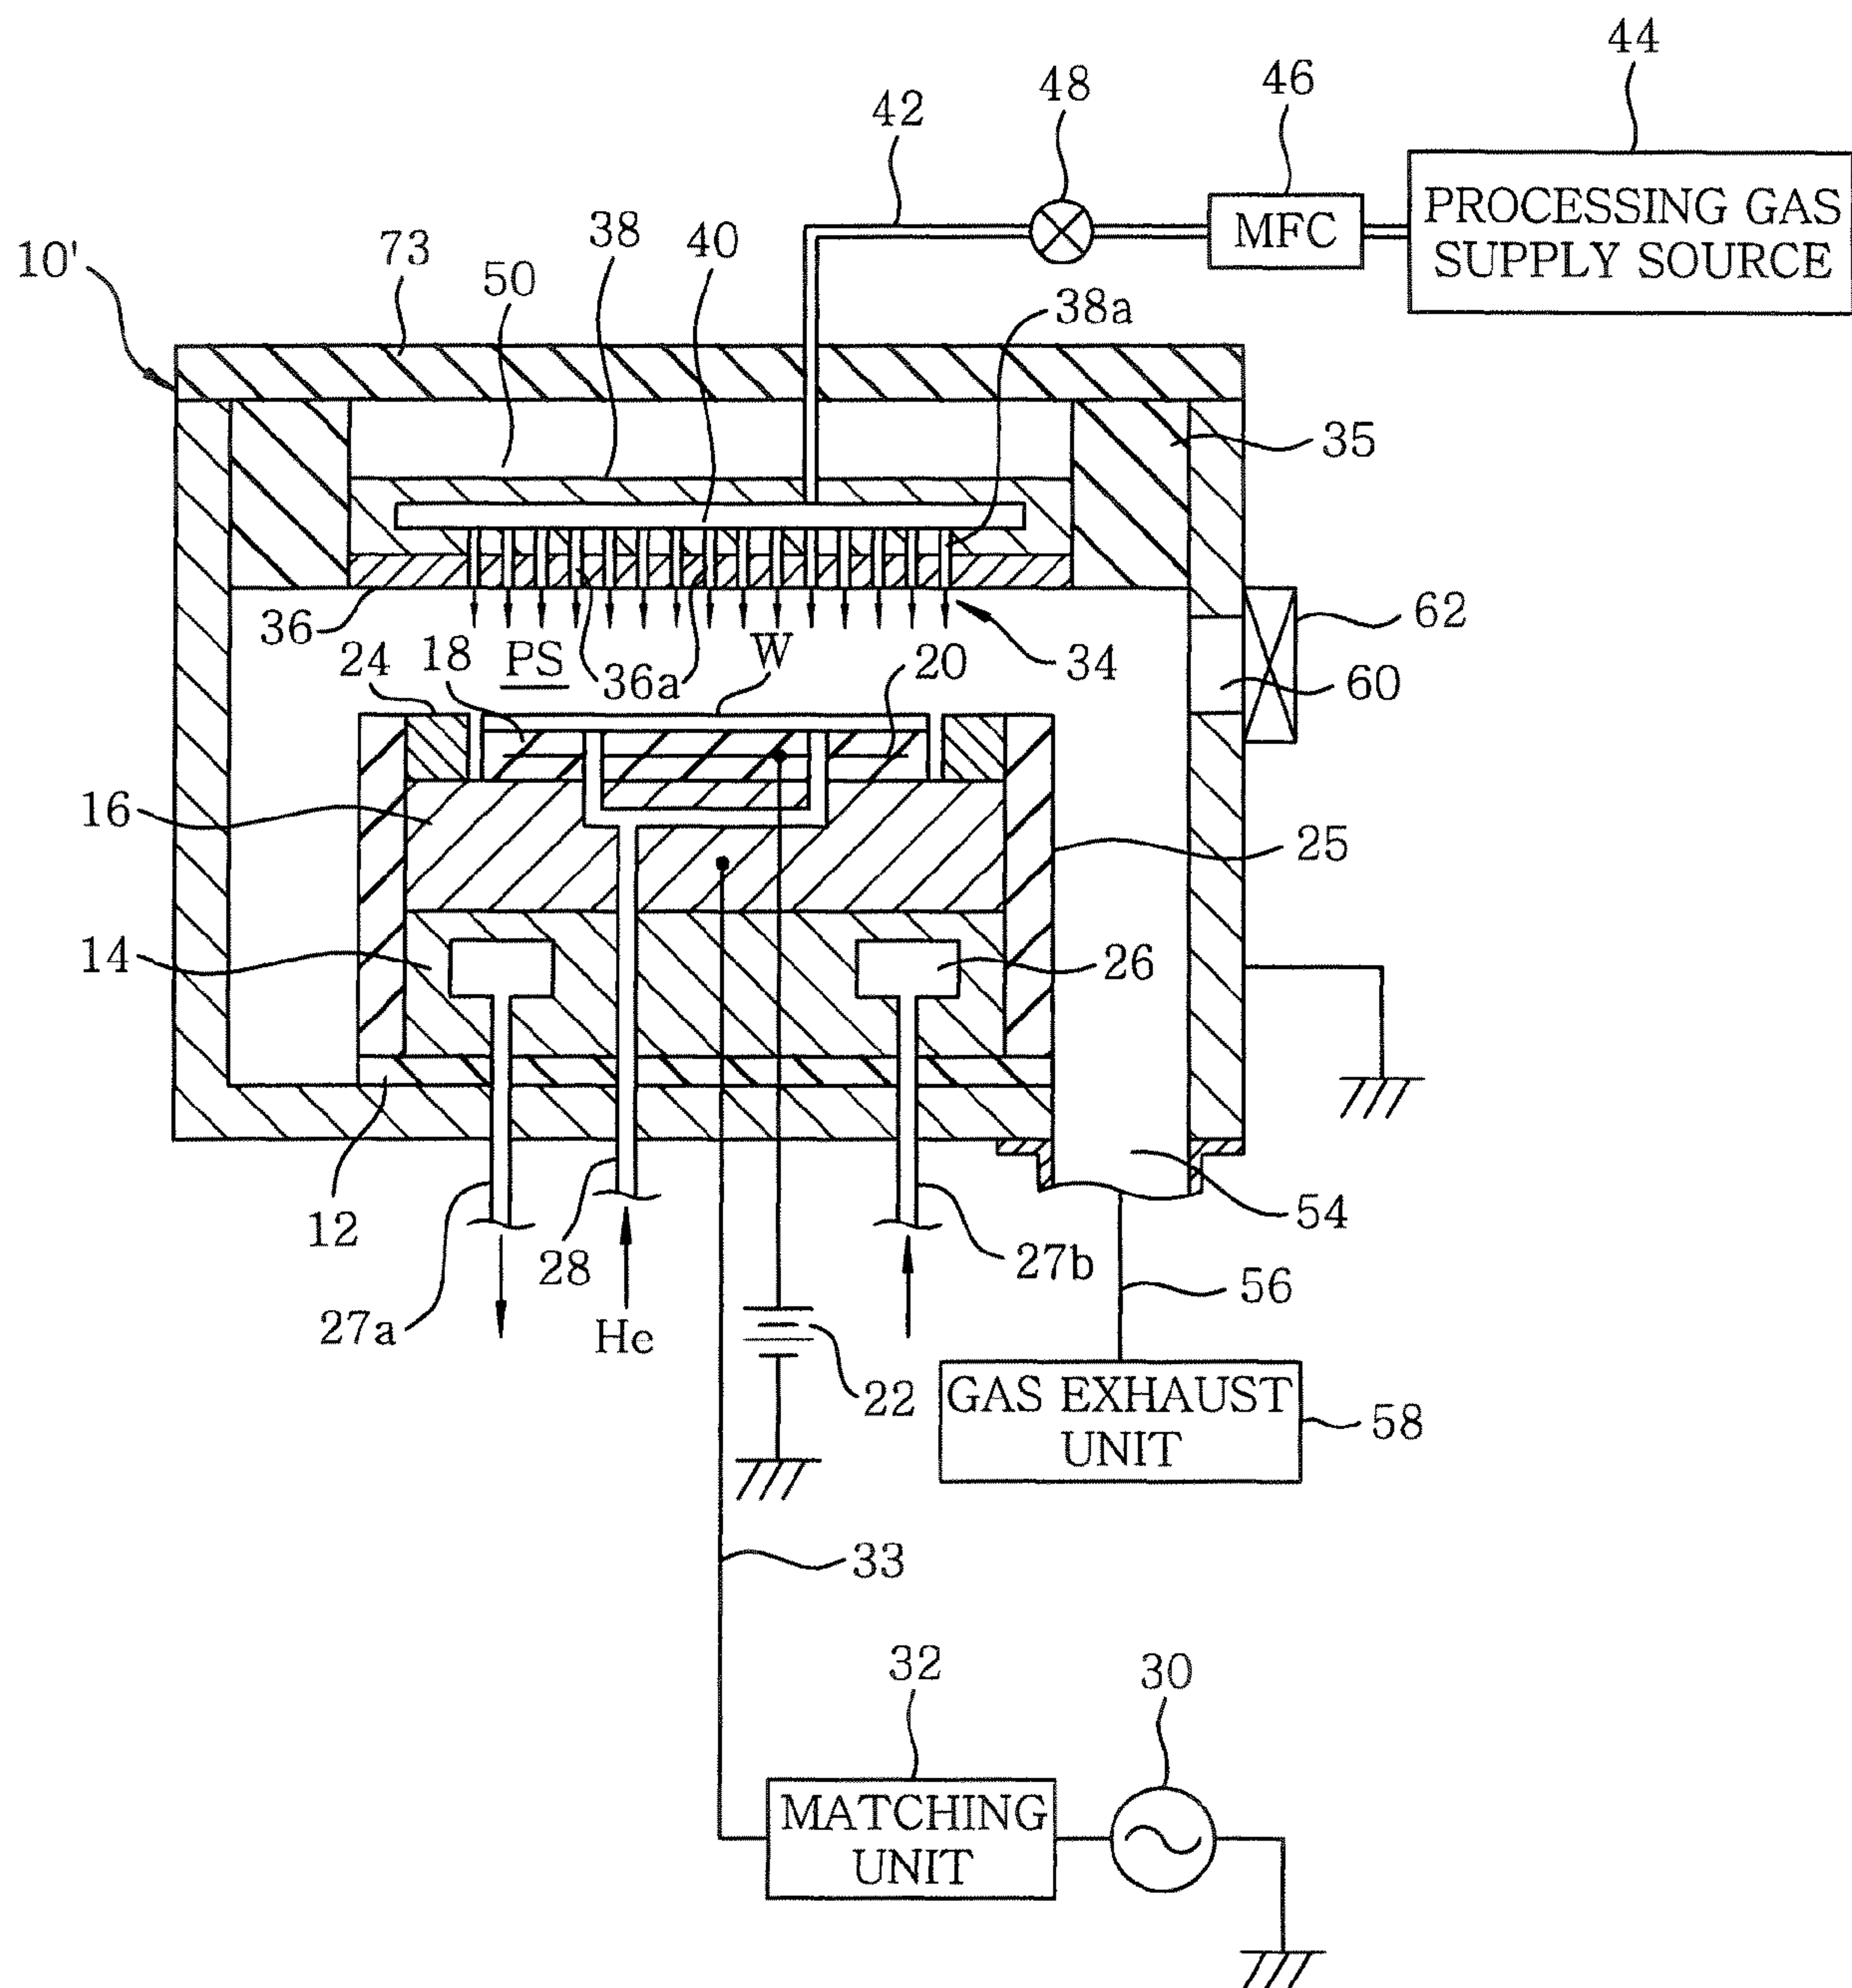 44
46
48
42
PROCESSING GAS
SUPPLY SOURCE
MFC
38
40
73
10'
50
38a
35
36
62
24
18
PS
36a
W
20
34
60
16
25
14
26
12
28
27a
He
27b
54
56
22
GAS EXHAUST
UNIT
58
33
32
30
MATCHING
UNIT